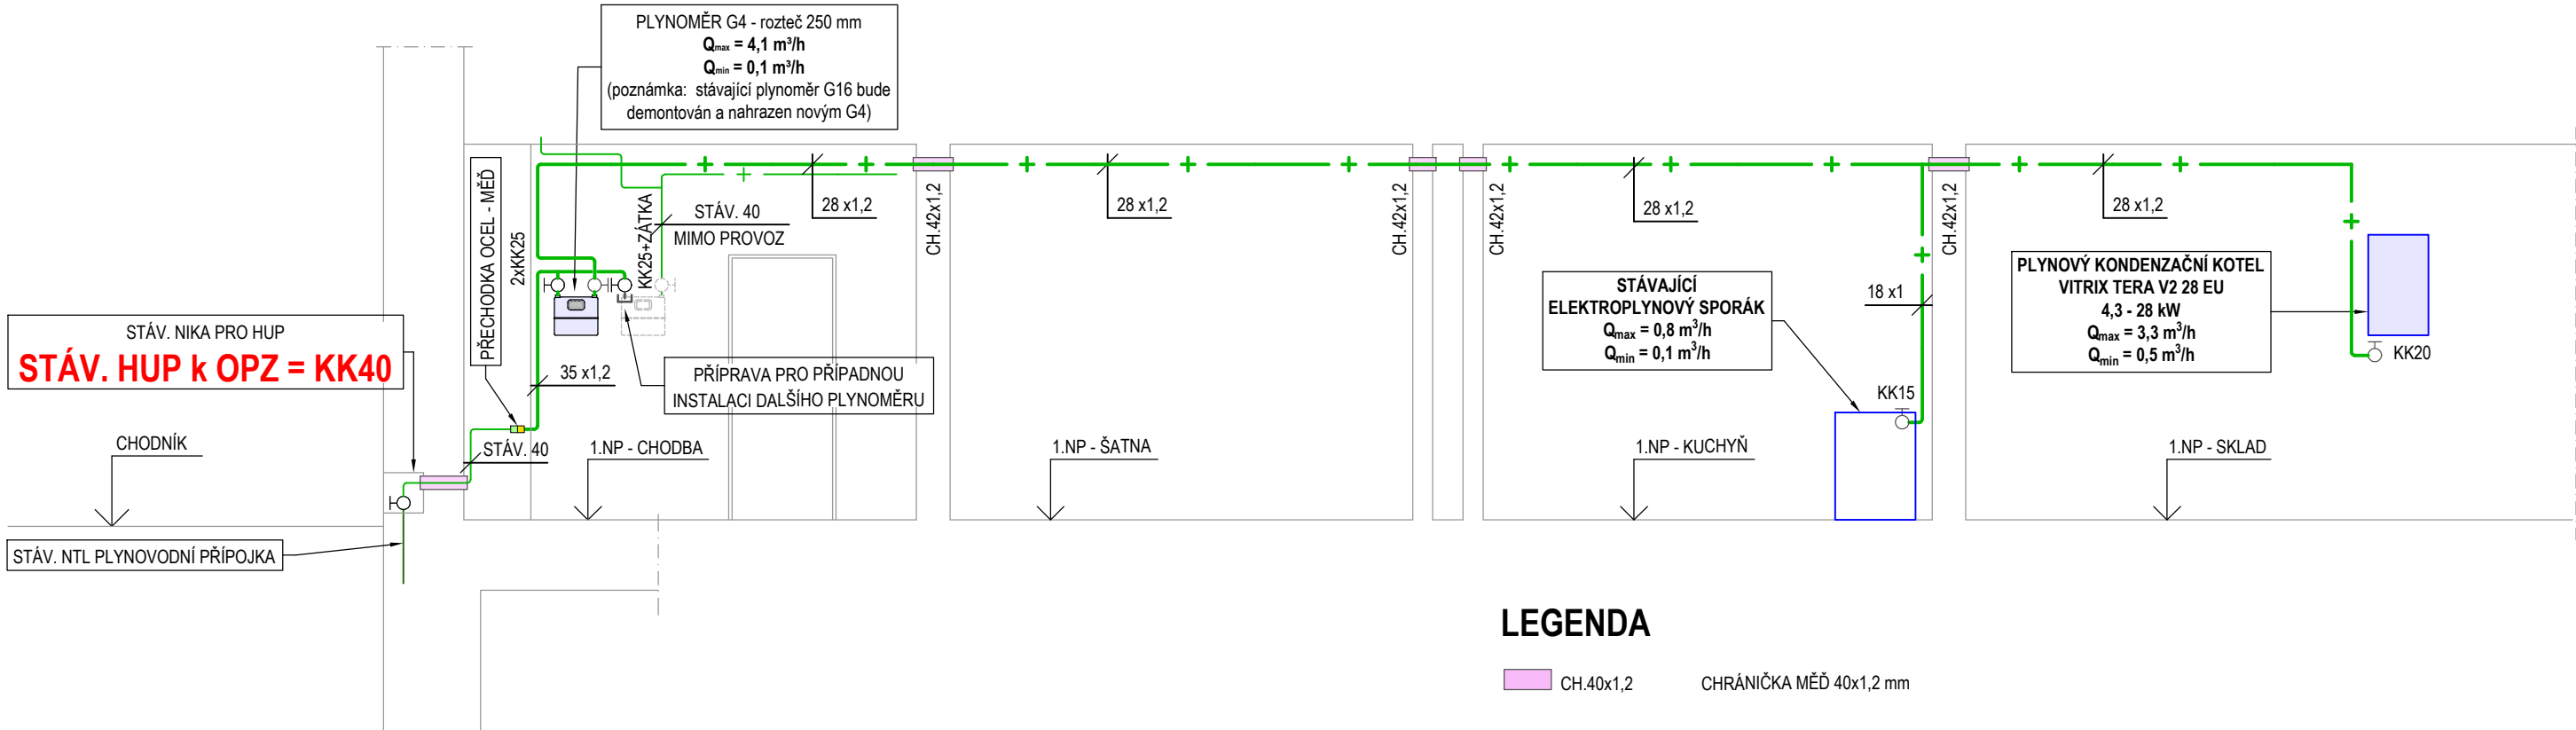 PLYNOMĚR G4 - rozteč 250 mm
Qmax = 4,1 m³/h
Qmin = 0,1 m³/h
(poznámka: stávající plynoměr G16 bude
demontován a nahrazen novým G4)
PŘECHODKA OCEL - MĚĎ
2xKK25
KK25+ZÁTKA
STÁV. 40
MIMO PROVOZ
28 x1,2
CH.42x1,2
28 x1,2
CH.42x1,2
CH.42x1,2
28 x1,2
CH.42x1,2
28 x1,2
STÁV. NIKA PRO HUP
STÁV. HUP k OPZ = KK40
35 x1,2
PŘÍPRAVA PRO PŘÍPADNOU
INSTALACI DALŠÍHO PLYNOMĚRU
STÁVAJÍCÍ
ELEKTROPLYNOVÝ SPORÁK
Qmax = 0,8 m³/h
Qmin = 0,1 m³/h
18 x1
KK15
PLYNOVÝ KONDENZAČNÍ KOTEL
VITRIX TERA V2 28 EU
4,3 - 28 kW
Qmax = 3,3 m³/h
Qmin = 0,5 m³/h
KK20
CHODNÍK
STÁV. 40
1.NP - CHODBA
1.NP - ŠATNA
1.NP - KUCHYŇ
1.NP - SKLAD
STÁV. NTL PLYNOVODNÍ PŘÍPOJKA
LEGENDA
CH.40x1,2 CHRÁNIČKA MĚĎ 40x1,2 mm